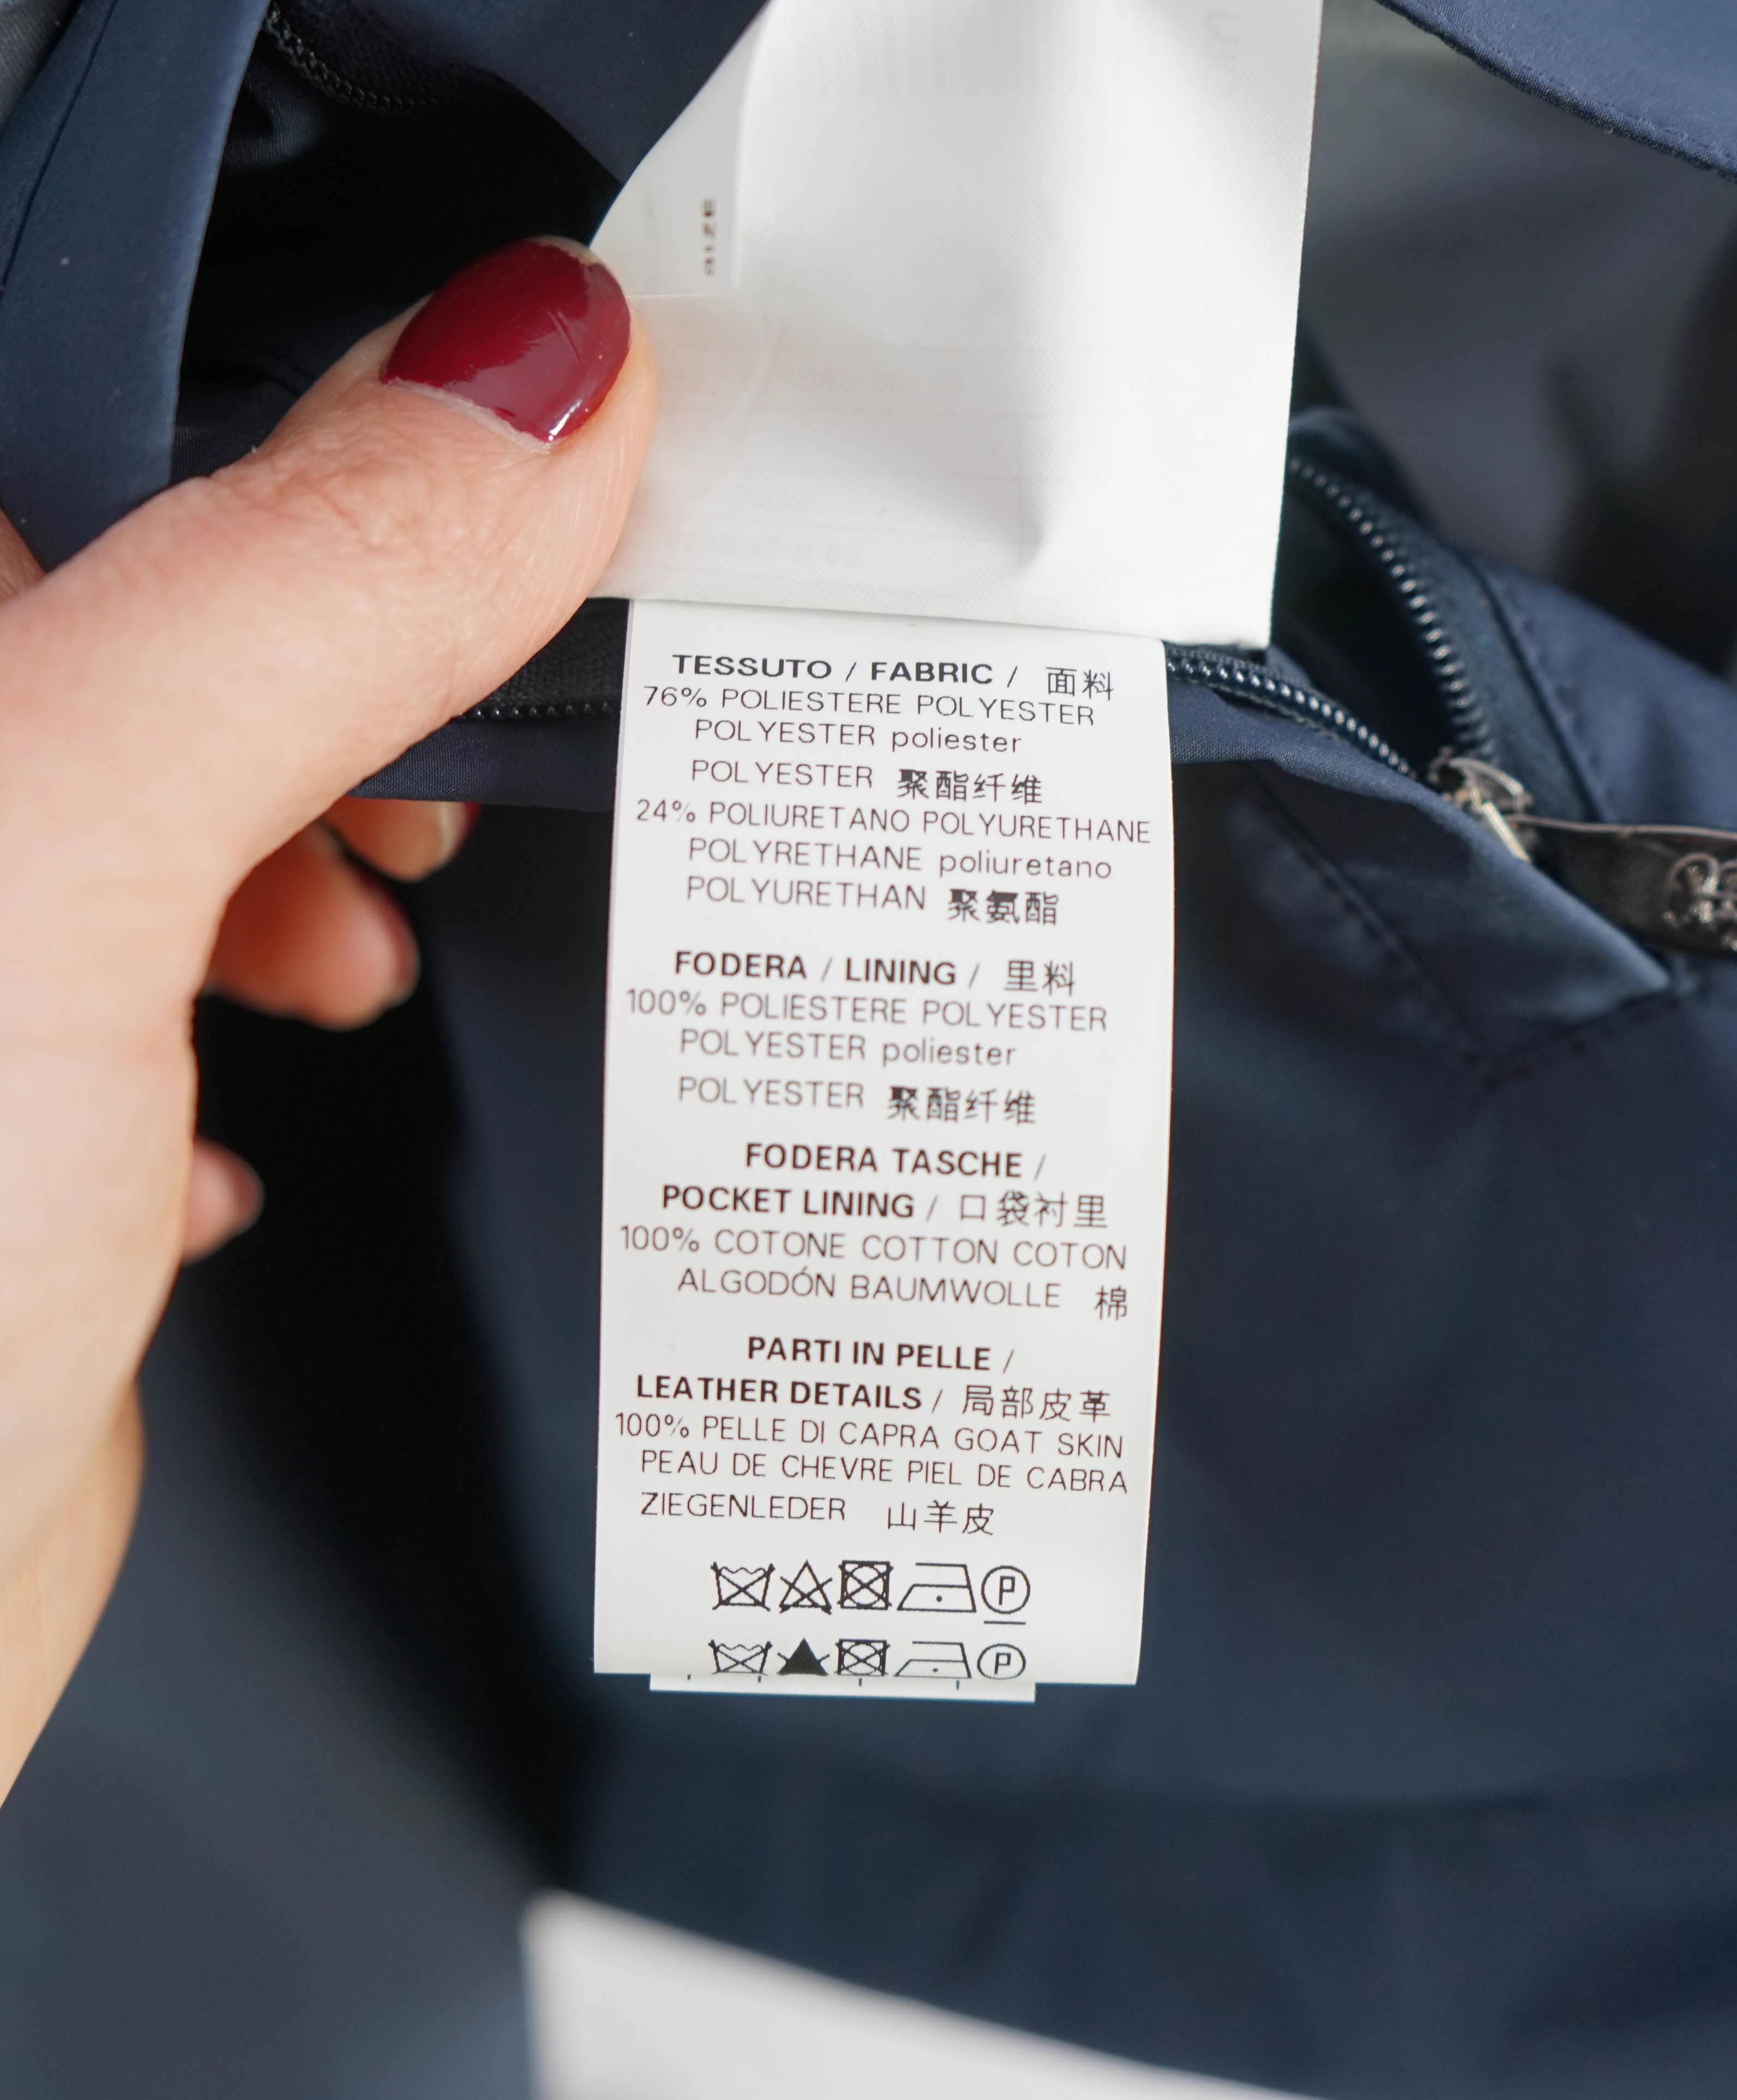 SIZE
TESSUTO / FABRIC / 面料
76% POLIESTERE POLYESTER
POLYESTER poliester
POLYESTER 聚酯纤维
24% POLIURETANO POLYURETHANE
POLYRETHANE poliuretano
POLYURETHAN 聚氨酯
FODERA / LINING / 里料
100% POLIESTERE POLYESTER
POLYESTER poliester
POLYESTER 聚酯纤维
FODERA TASCHE /
POCKET LINING / 口袋衬里
100% COTONE COTTON COTON
ALGODÓN BAUMWOLLE 棉
PARTI IN PELLE /
LEATHER DETAILS / 局部皮革
100% PELLE DI CAPRA GOAT SKIN
PEAU DE CHEVRE PIEL DE CABRA
ZIEGENLEDER 山羊皮
P
P